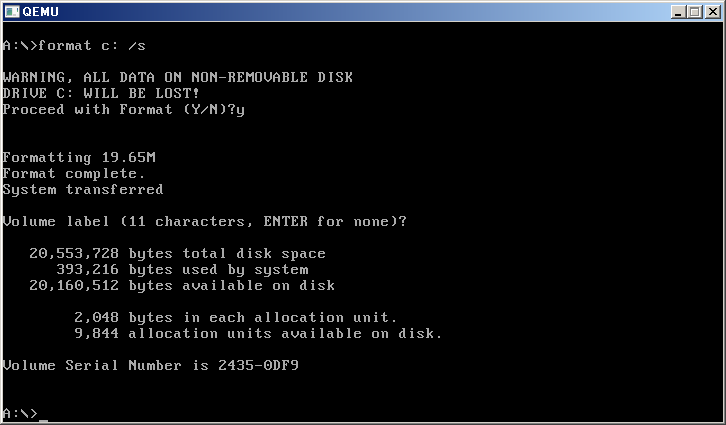 QEMU
A:\>format c: /s
WARNING, ALL DATA ON NON-REMOVABLE DISK
DRIVE C: WILL BE LOST!
Proceed with Format (Y/N)?y
Formatting 19.65M
Format complete.
System transferred
Volume label (11 characters, ENTER for none)?
20,553,728 bytes total disk space
393,216 bytes used by system
20,160,512 bytes available on disk
2,048 bytes in each allocation unit.
9,844 allocation units available on disk.
Volume Serial Number is 2435-0DF9
A:\>_